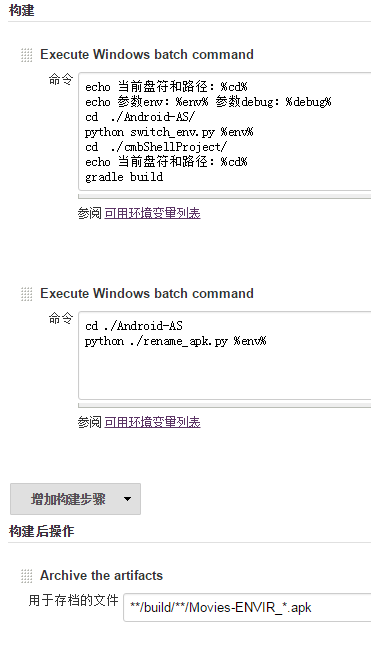 构建
Execute Windows batch command
命令
echo 当前盘符和路径：%cd%
echo 参数env：%env% 参数debug：%debug%
cd ./Android-AS/
python switch_env.py %env%
cd ./cmbShellProject/
echo 当前盘符和路径：%cd%
gradle build
参阅 可用环境变量列表
Execute Windows batch command
命令
cd ./Android-AS
python ./rename_apk.py %env%
参阅 可用环境变量列表
增加构建步骤
构建后操作
Archive the artifacts
用于存档的文件 **/build/**/Movies-ENVIR_*.apk